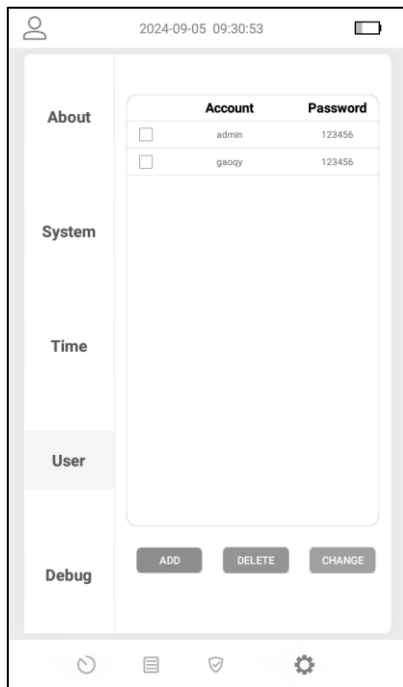 2024-09-05 09:30:53
About
System
Time
User
Debug
Account Password
admin 123456
gaoqy 123456
ADD DELETE CHANGE